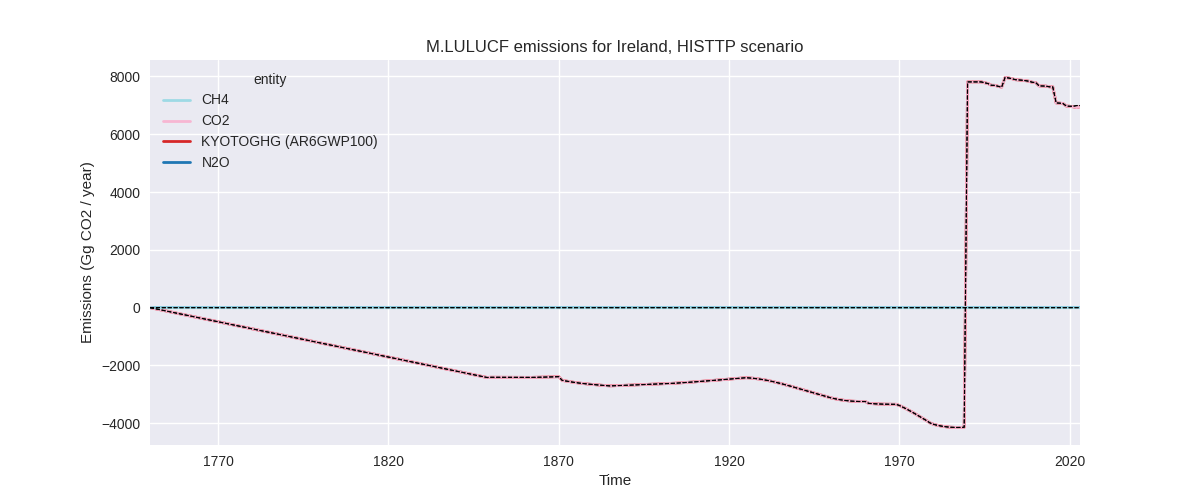 M.LULUCF emissions for Ireland, HISTTP scenario
Emissions (Gg CO2 / year)
8000
6000
4000
2000
0
−2000
−4000
entity
CH4
CO2
KYOTOGHG (AR6GWP100)
N2O
1770
1820
1870
1920
1970
2020
Time